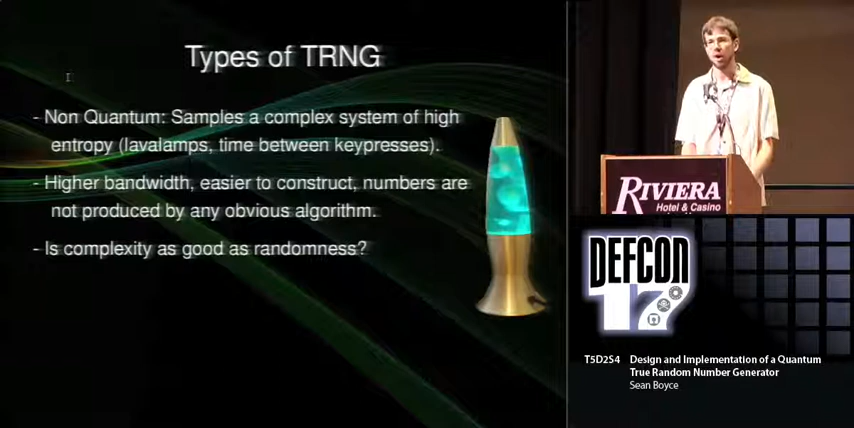 Types of TRNG
- Non Quantum: Samples a complex system of high
entropy (lavalamps, time between keypresses).
- Higher bandwidth, easier to construct, numbers are
not produced by any obvious algorithm.
- Is complexity as good as randomness?
RIVIERA
Hotel & Casino
DEFCON
17
T5D2S4 Design and Implementation of a Quantum
True Random Number Generator
Sean Boyce